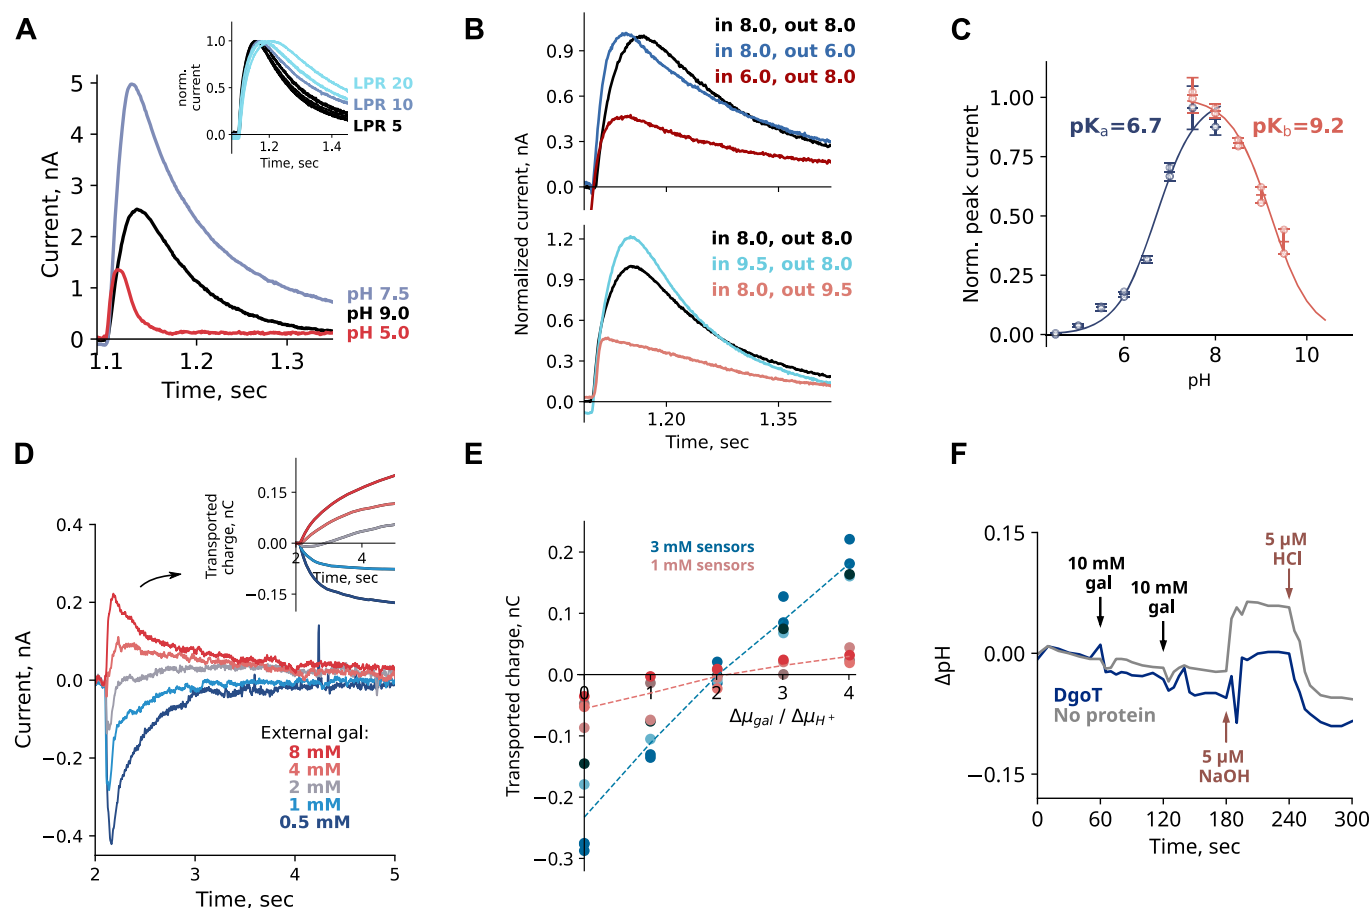 A
Current, nA
5
4
3
2
1
0
1.1
1.2
1.3
Time, sec
pH 7.5
pH 9.0
pH 5.0
norm.
current
1.0
0.5
0.0
1.2
1.4
Time, sec
LPR 20
LPR 10
LPR 5
B
Normalized current, nA
0.9
0.6
0.3
0.0
in 8.0, out 8.0
in 8.0, out 6.0
in 6.0, out 8.0
1.2
0.9
0.6
0.3
0.0
in 8.0, out 8.0
in 9.5, out 8.0
in 8.0, out 9.5
1.20
1.35
Time, sec
C
Norm. peak current
1.00
0.75
0.50
0.25
0.00
pKa=6.7
pKb=9.2
6
8
10
pH
D
Current, nA
0.4
0.2
0.0
−0.2
−0.4
2
3
4
5
Time, sec
External gal:
8 mM
4 mM
2 mM
1 mM
0.5 mM
Transported
charge, nC
0.15
0.00
−0.15
2
4
Time, sec
E
Transported charge, nC
0.2
0.1
0.0
−0.1
−0.2
−0.3
3 mM sensors
1 mM sensors
0
1
2
3
4
Δμgal / ΔμH+
F
ΔpH
0.15
0.00
−0.15
10 mM
gal
10 mM
gal
5 μM
HCl
5 μM
NaOH
DgoT
No protein
0
60
120
180
240
300
Time, sec